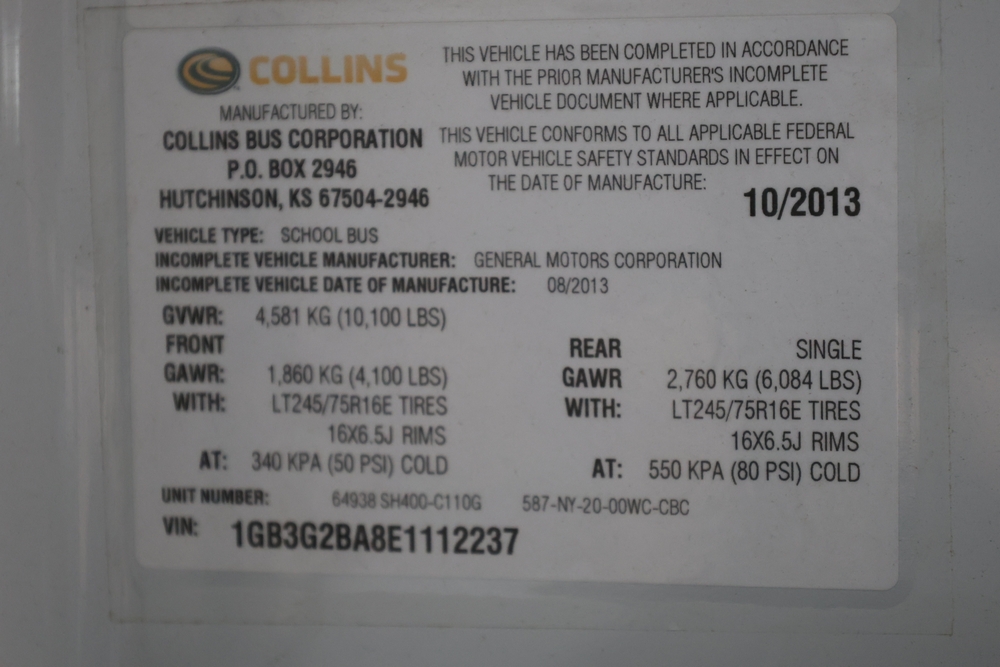 COLLINS
MANUFACTURED BY:
COLLINS BUS CORPORATION
P.O. BOX 2946
HUTCHINSON, KS 67504-2946
THIS VEHICLE HAS BEEN COMPLETED IN ACCORDANCE
WITH THE PRIOR MANUFACTURER'S INCOMPLETE
VEHICLE DOCUMENT WHERE APPLICABLE.
THIS VEHICLE CONFORMS TO ALL APPLICABLE FEDERAL
MOTOR VEHICLE SAFETY STANDARDS IN EFFECT ON
THE DATE OF MANUFACTURE:
10/2013
VEHICLE TYPE: SCHOOL BUS
INCOMPLETE VEHICLE MANUFACTURER: GENERAL MOTORS CORPORATION
INCOMPLETE VEHICLE DATE OF MANUFACTURE: 08/2013
GVWR: 4,581 KG (10,100 LBS)
FRONT
GAWR: 1,860 KG (4,100 LBS)
WITH: LT245/75R16E TIRES
16X6.5J RIMS
AT: 340 KPA (50 PSI) COLD
REAR SINGLE
GAWR 2,760 KG (6,084 LBS)
WITH: LT245/75R16E TIRES
16X6.5J RIMS
AT: 550 KPA (80 PSI) COLD
UNIT NUMBER: 64938 SH400-C110G 587-NY-20-00WC-CBC
VIN: 1GB3G2BA8E1112237